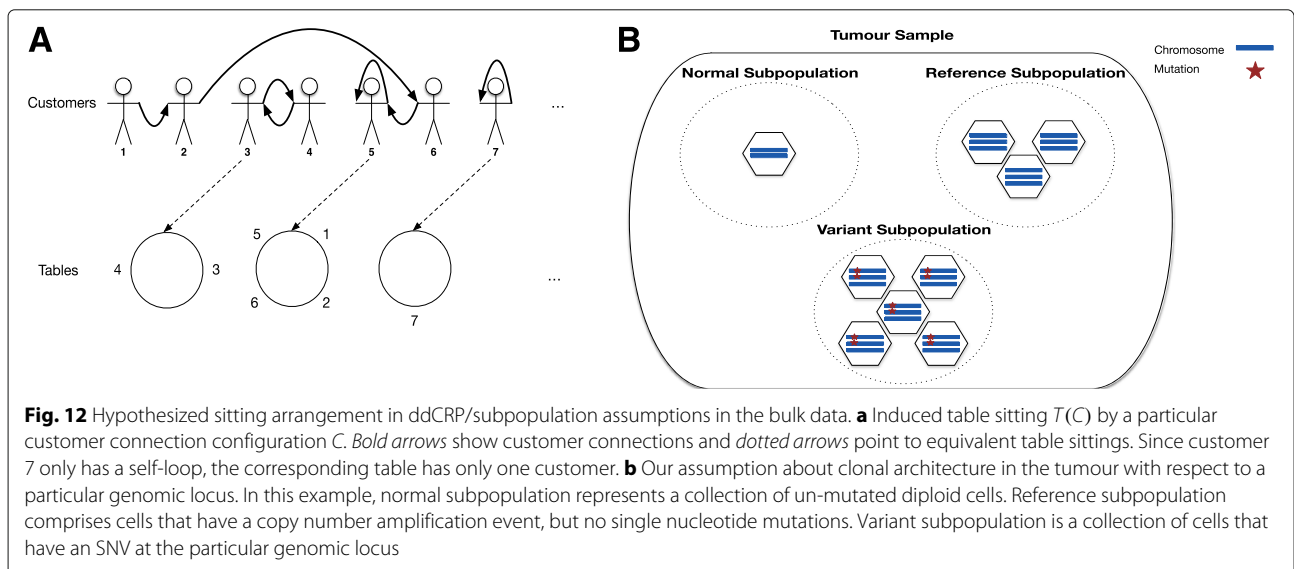 A
Customers
1 2 3 4 5 6 7
...
5 1
Tables
4 3
...
6 2
7
B
Tumour Sample
Chromosome
Mutation
Normal Subpopulation
Reference Subpopulation
Variant Subpopulation
Fig. 12 Hypothesized sitting arrangement in ddCRP/subpopulation assumptions in the bulk data. a Induced table sitting T(C) by a particular
customer connection configuration C. Bold arrows show customer connections and dotted arrows point to equivalent table sittings. Since customer
7 only has a self-loop, the corresponding table has only one customer. b Our assumption about clonal architecture in the tumour with respect to a
particular genomic locus. In this example, normal subpopulation represents a collection of un-mutated diploid cells. Reference subpopulation
comprises cells that have a copy number amplification event, but no single nucleotide mutations. Variant subpopulation is a collection of cells that
have an SNV at the particular genomic locus